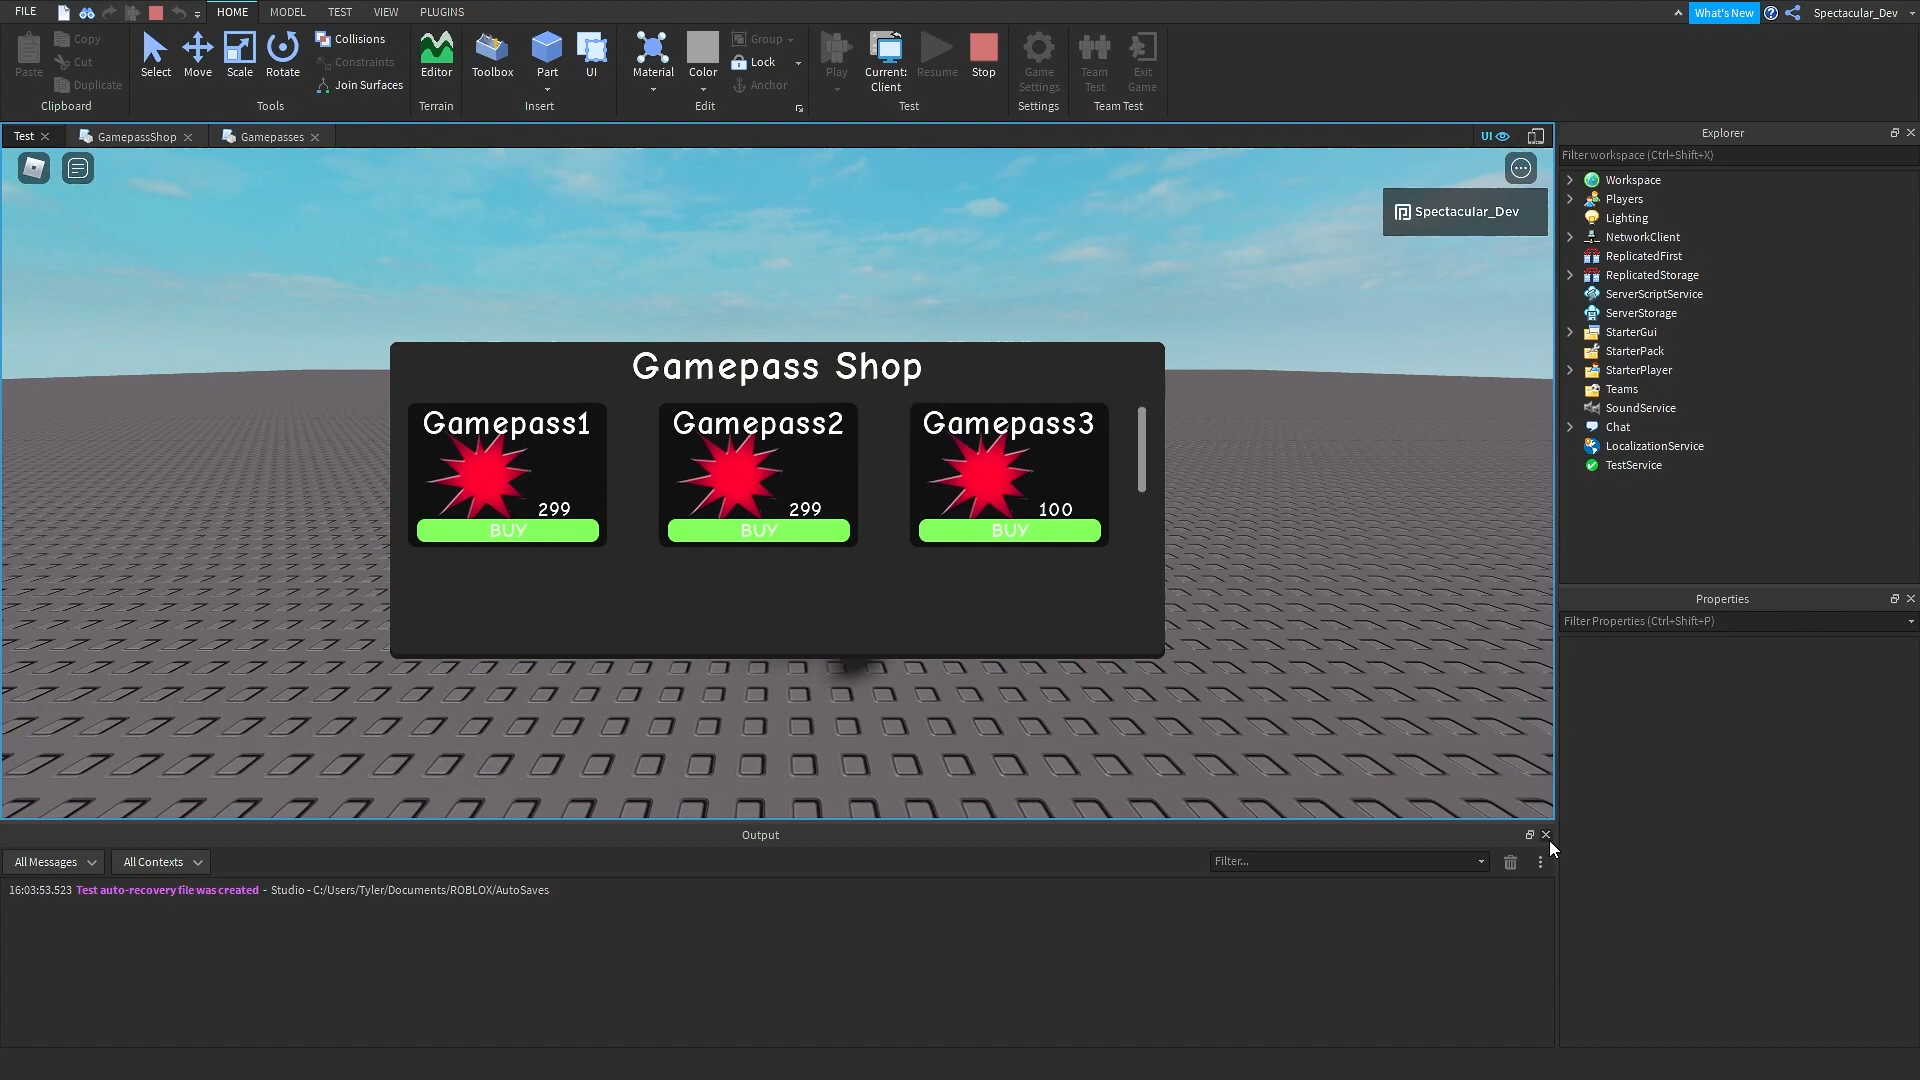 FILE HOME MODEL TEST VIEW PLUGINS What's New Spectacular_Dev
Paste Copy Cut Duplicate
Select Move Scale Rotate Collisions Constraints Join Surfaces
Editor Toolbox Part UI Material Color Group Lock Anchor
Play Current: Client Resume Stop Game Settings Team Test Exit Game
Clipboard Tools Terrain Insert Edit Test Settings Team Test
Test GamepassShop Gamepasses UI
Spectacular_Dev
Gamepass Shop
Gamepass1 Gamepass2 Gamepass3
299 299 100
BUY BUY BUY
Output
All Messages All Contexts Filter...
16:03:53.523 Test auto-recovery file was created - Studio - C:/Users/Tyler/Documents/ROBLOX/AutoSaves
Explorer
Filter workspace (Ctrl+Shift+X)
Workspace
Players
Lighting
NetworkClient
ReplicatedFirst
ReplicatedStorage
ServerScriptService
ServerStorage
StarterGui
StarterPack
StarterPlayer
Teams
SoundService
Chat
LocalizationService
TestService
Properties
Filter Properties (Ctrl+Shift+P)